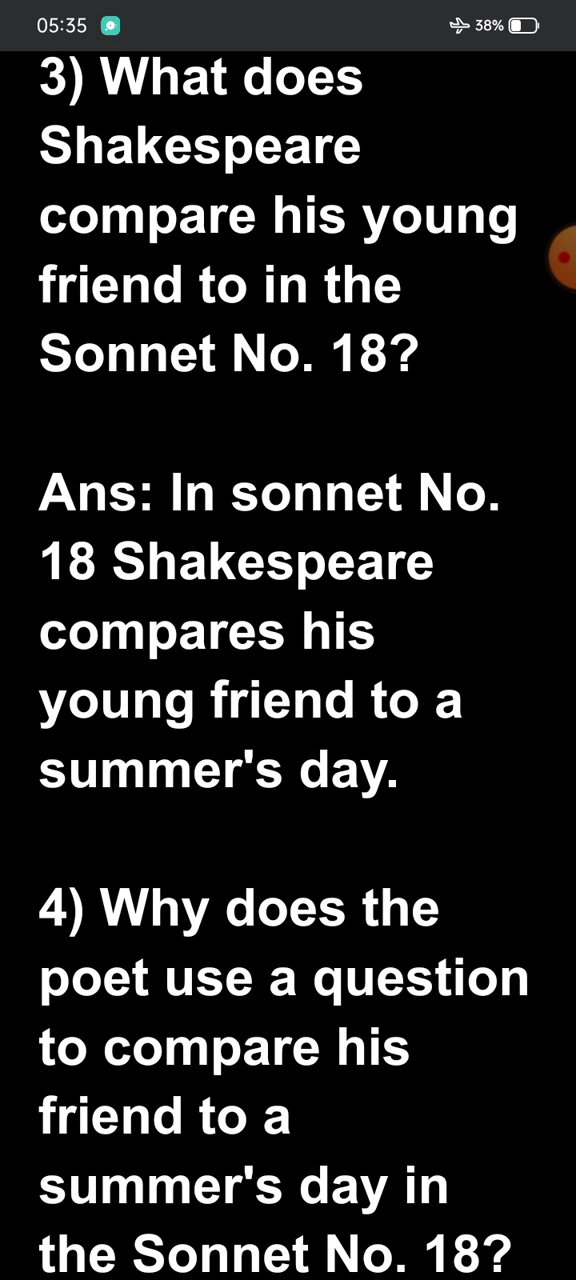 05:35
38%
3) What does
Shakespeare
compare his young
friend to in the
Sonnet No. 18?
Ans: In sonnet No.
18 Shakespeare
compares his
young friend to a
summer's day.
4) Why does the
poet use a question
to compare his
friend to a
summer's day in
the Sonnet No. 18?